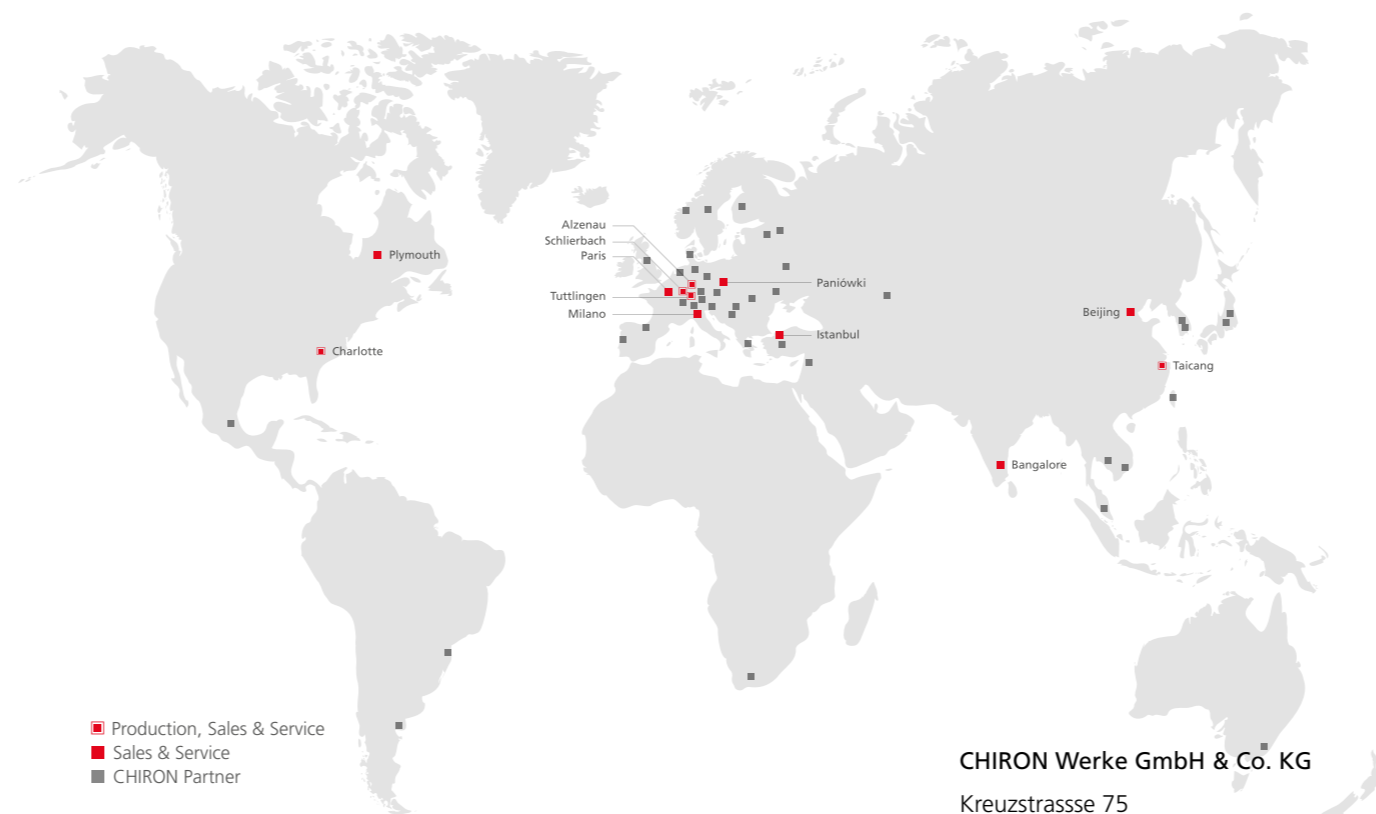 Alzenau
Schlierbach
Paris
Plymouth
Paniówki
Tuttlingen
Beijing
Milano
Istanbul
Charlotte
Taicang
Bangalore
Production, Sales & Service
Sales & Service
CHIRON Partner
CHIRON Werke GmbH & Co. KG
Kreuzstrassse 75